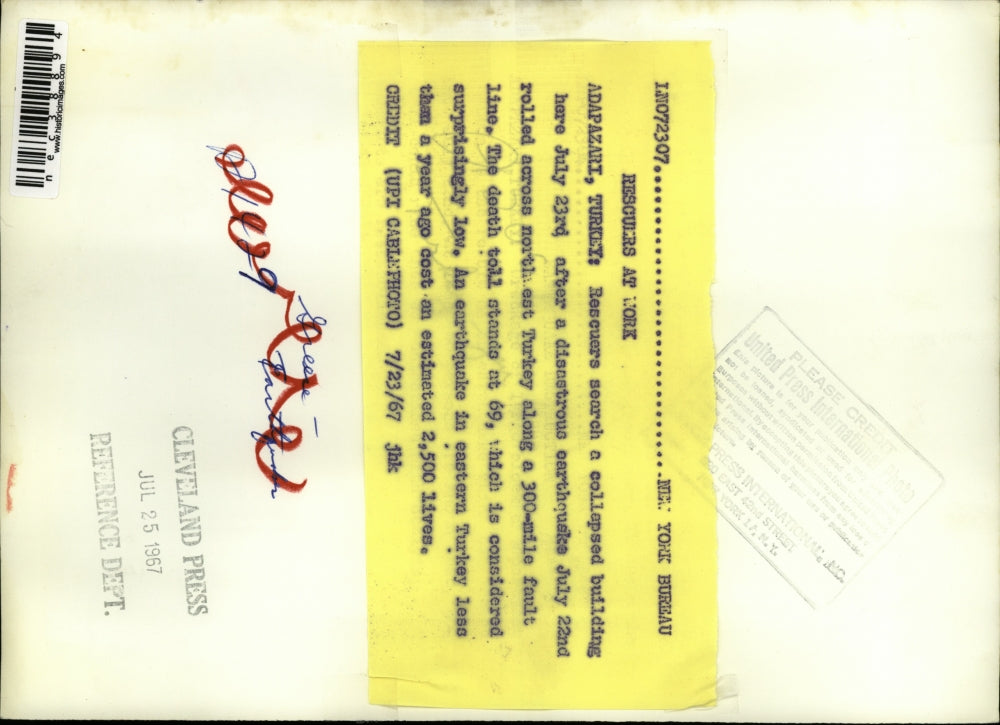 LN072307..........................NEW YORK BUREAU
RESCUERS AT WORK
ADAPAZARI, TURKEY: Rescuers search a collapsed building
here July 23rd after a disastrous earthquake July 22nd
rolled across northwest Turkey along a 300-mile fault
line. The death toll stands at 69, which is considered
surprisingly low. An earthquake in eastern Turkey less
than a year ago cost an estimated 2,500 lives.
CREDIT (UPI CABLEPHOTO) 7/23/67 jhk
PLEASE CREDIT
United Press International
PRESS INTERNATIONAL, INC.
EAST 42nd STREET
NEW YORK 17, N.Y.
CLEVELAND PRESS
JUL 25 1967
REFERENCE DEPT.
nec38894
www.historicimages.com